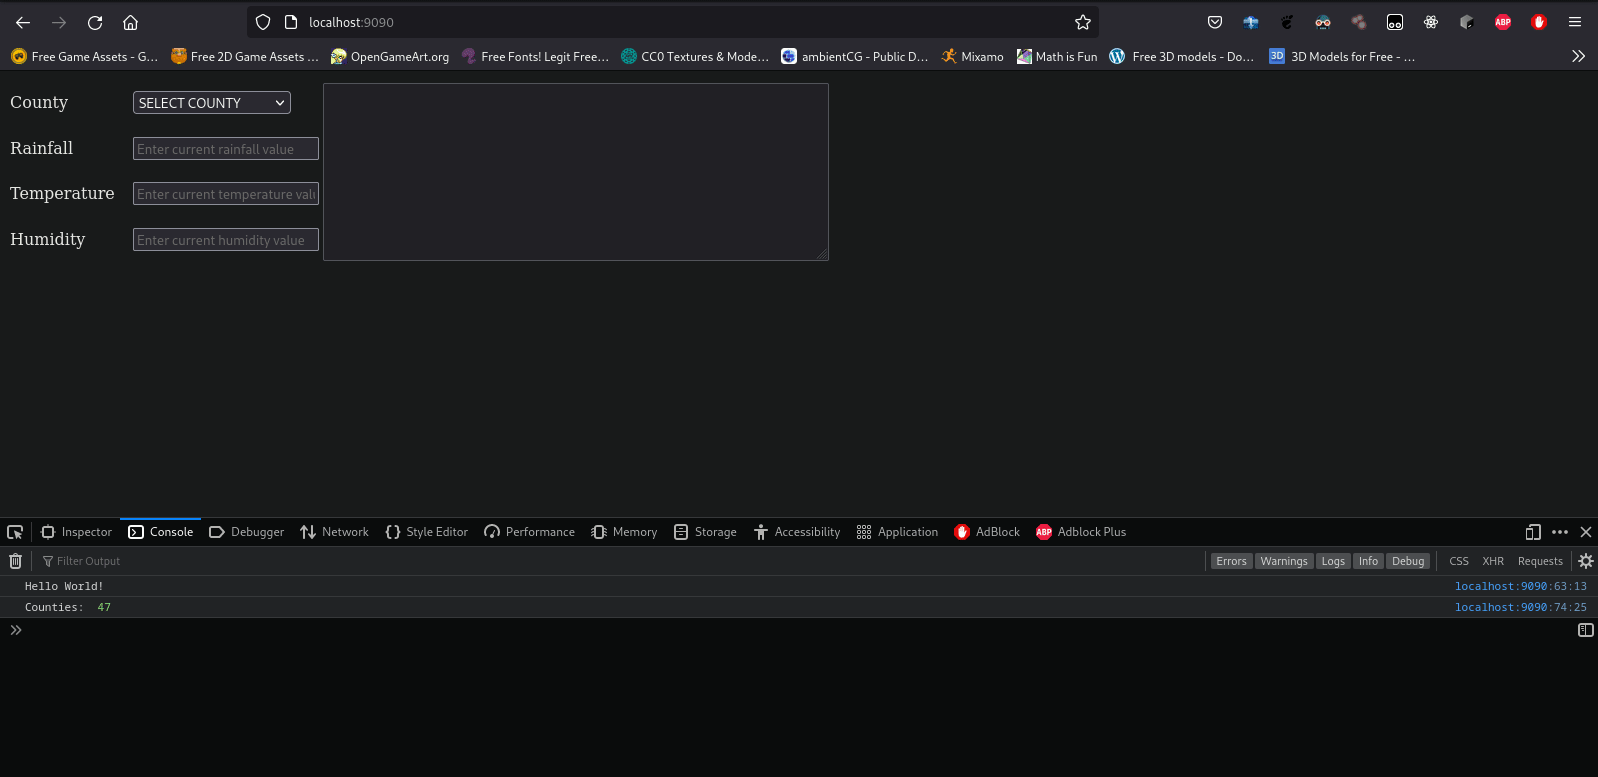 localhost:9090
ABP
Free Game Assets - G…
Free 2D Game Assets …
OpenGameArt.org
Free Fonts! Legit Free…
CC0 Textures & Mode…
ambientCG - Public D…
Mixamo
Math is Fun
Free 3D models - Do…
3D
3D Models for Free - …
County
SELECT COUNTY
Rainfall
Enter current rainfall value
Temperature
Enter current temperature valu
Humidity
Enter current humidity value
Inspector
Console
Debugger
Network
Style Editor
Performance
Memory
Storage
Accessibility
Application
AdBlock
ABP
Adblock Plus
Filter Output
Errors
Warnings
Logs
Info
Debug
CSS
XHR
Requests
Hello World!
localhost:9090:63:13
Counties: 47
localhost:9090:74:25